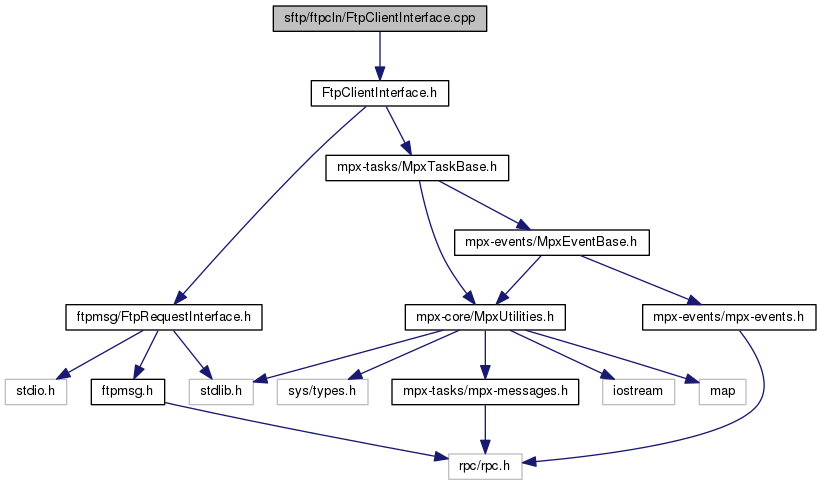 sftp/ftpcln/FtpClientInterface.cpp
FtpClientInterface.h
mpx-tasks/MpxTaskBase.h
mpx-events/MpxEventBase.h
ftpmsg/FtpRequestInterface.h
mpx-core/MpxUtilities.h
mpx-events/mpx-events.h
stdio.h
ftpmsg.h
stdlib.h
sys/types.h
mpx-tasks/mpx-messages.h
iostream
map
rpc/rpc.h